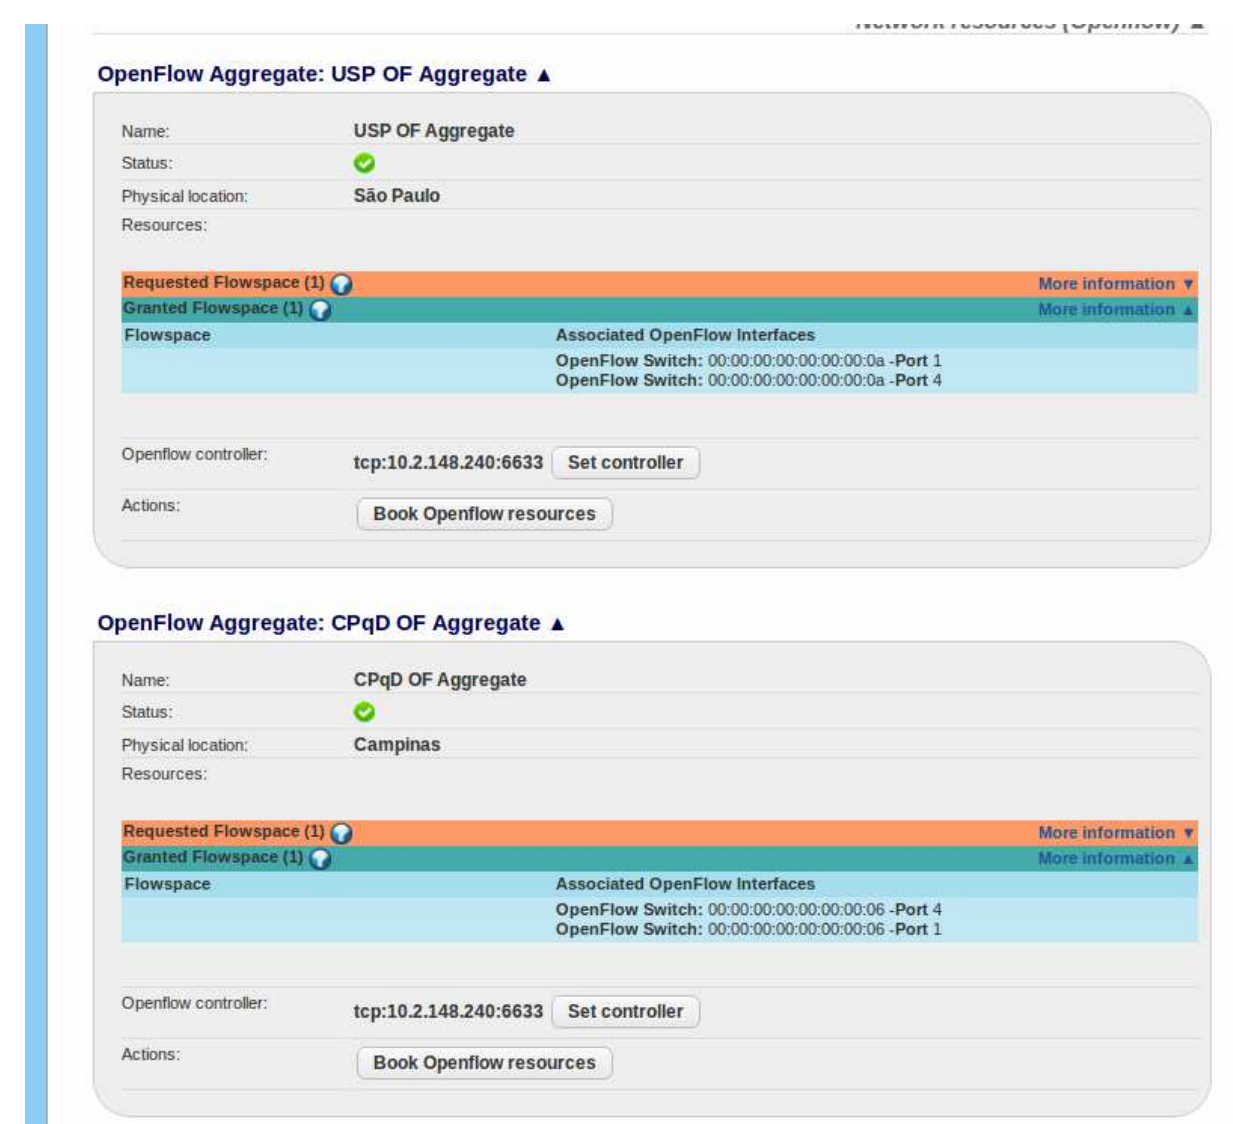 Network resources (Openflow) ▲
OpenFlow Aggregate: USP OF Aggregate ▲
Name: USP OF Aggregate
Status:
Physical location: São Paulo
Resources:
Requested Flowspace (1) More information ▼
Granted Flowspace (1) More information ▲
Flowspace Associated OpenFlow Interfaces
OpenFlow Switch: 00:00:00:00:00:00:00:0a -Port 1
OpenFlow Switch: 00:00:00:00:00:00:00:0a -Port 4
Openflow controller: tcp:10.2.148.240:6633 Set controller
Actions: Book Openflow resources
OpenFlow Aggregate: CPqD OF Aggregate ▲
Name: CPqD OF Aggregate
Status:
Physical location: Campinas
Resources:
Requested Flowspace (1) More information ▼
Granted Flowspace (1) More information ▲
Flowspace Associated OpenFlow Interfaces
OpenFlow Switch: 00:00:00:00:00:00:00:06 -Port 4
OpenFlow Switch: 00:00:00:00:00:00:00:06 -Port 1
Openflow controller: tcp:10.2.148.240:6633 Set controller
Actions: Book Openflow resources